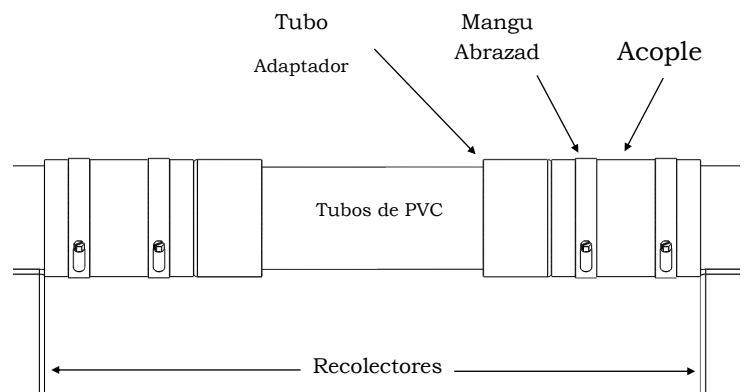 Tubo
Adaptador
Mangu
Abrazad
Acople
Tubos de PVC
Recolectores